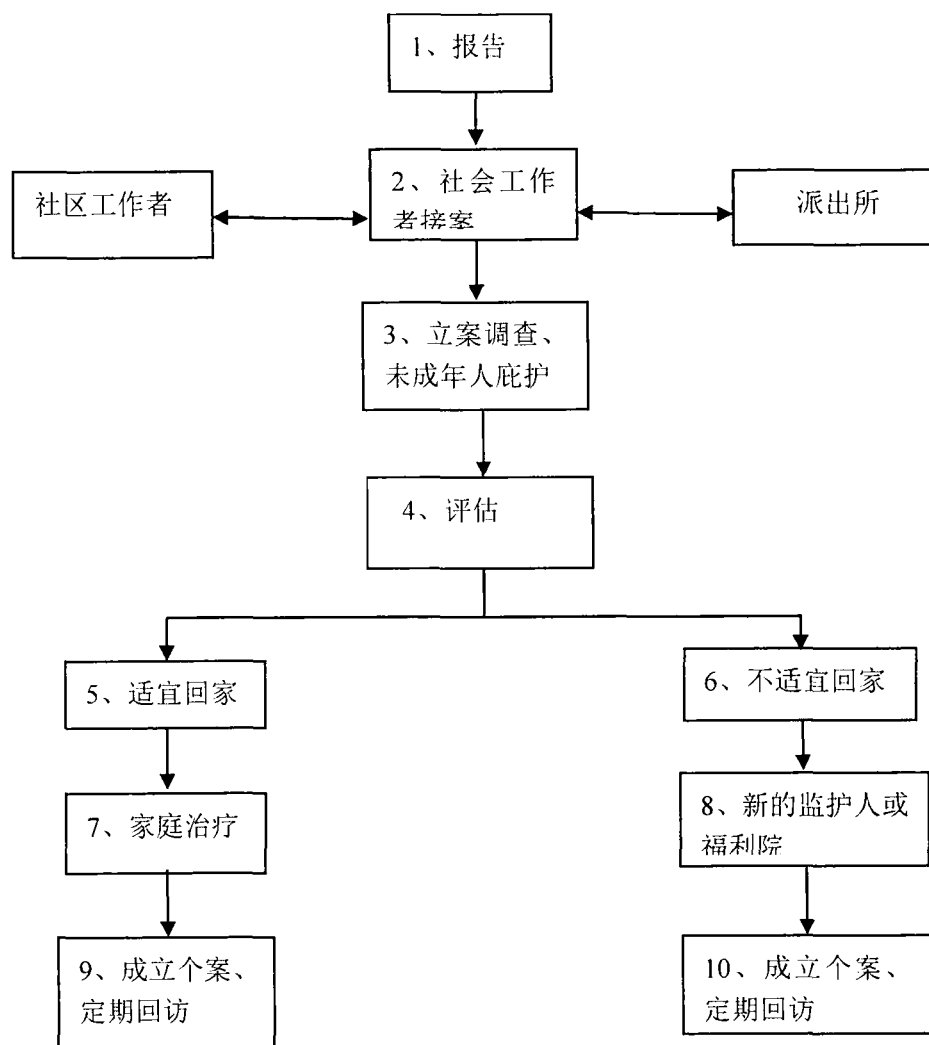 1、报告
社区工作者
2、社会工作
者接案
派出所
3、立案调查、
未成年人庇护
4、评估
5、适宜回家
6、不适宜回家
7、家庭治疗
8、新的监护人或
福利院
9、成立个案、
定期回访
10、成立个案、
定期回访